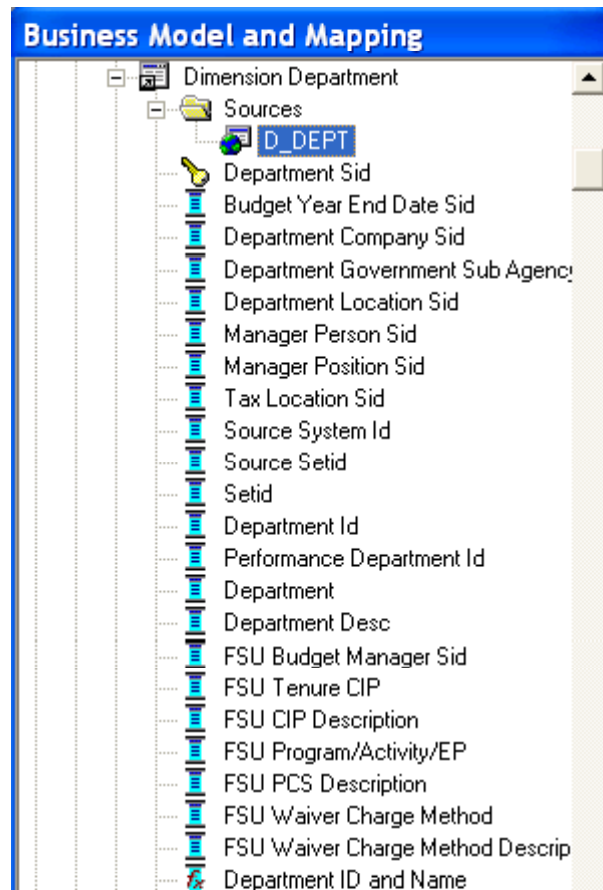 Business Model and Mapping
Dimension Department
Sources
D_DEPT
Department Sid
Budget Year End Date Sid
Department Company Sid
Department Government Sub Agency
Department Location Sid
Manager Person Sid
Manager Position Sid
Tax Location Sid
Source System Id
Source Setid
Setid
Department Id
Performance Department Id
Department
Department Desc
FSU Budget Manager Sid
FSU Tenure CIP
FSU CIP Description
FSU Program/Activity/EP
FSU PCS Description
FSU Waiver Charge Method
FSU Waiver Charge Method Descrip
Department ID and Name